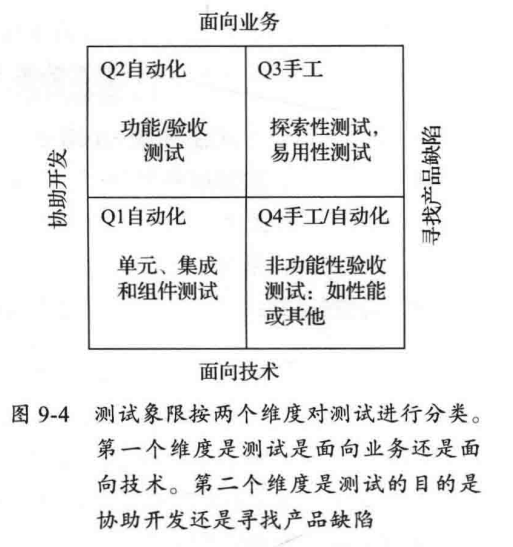 面向业务
Q2自动化
功能/验收
测试
Q3手工
探索性测试，
易用性测试
协助开发
寻找产品缺陷
Q1自动化
单元、集成
和组件测试
Q4手工/自动化
非功能性验收
测试：如性能
或其他
面向技术
图 9-4 测试象限按两个维度对测试进行分类。
第一个维度是测试是面向业务还是面
向技术。第二个维度是测试的目的是
协助开发还是寻找产品缺陷